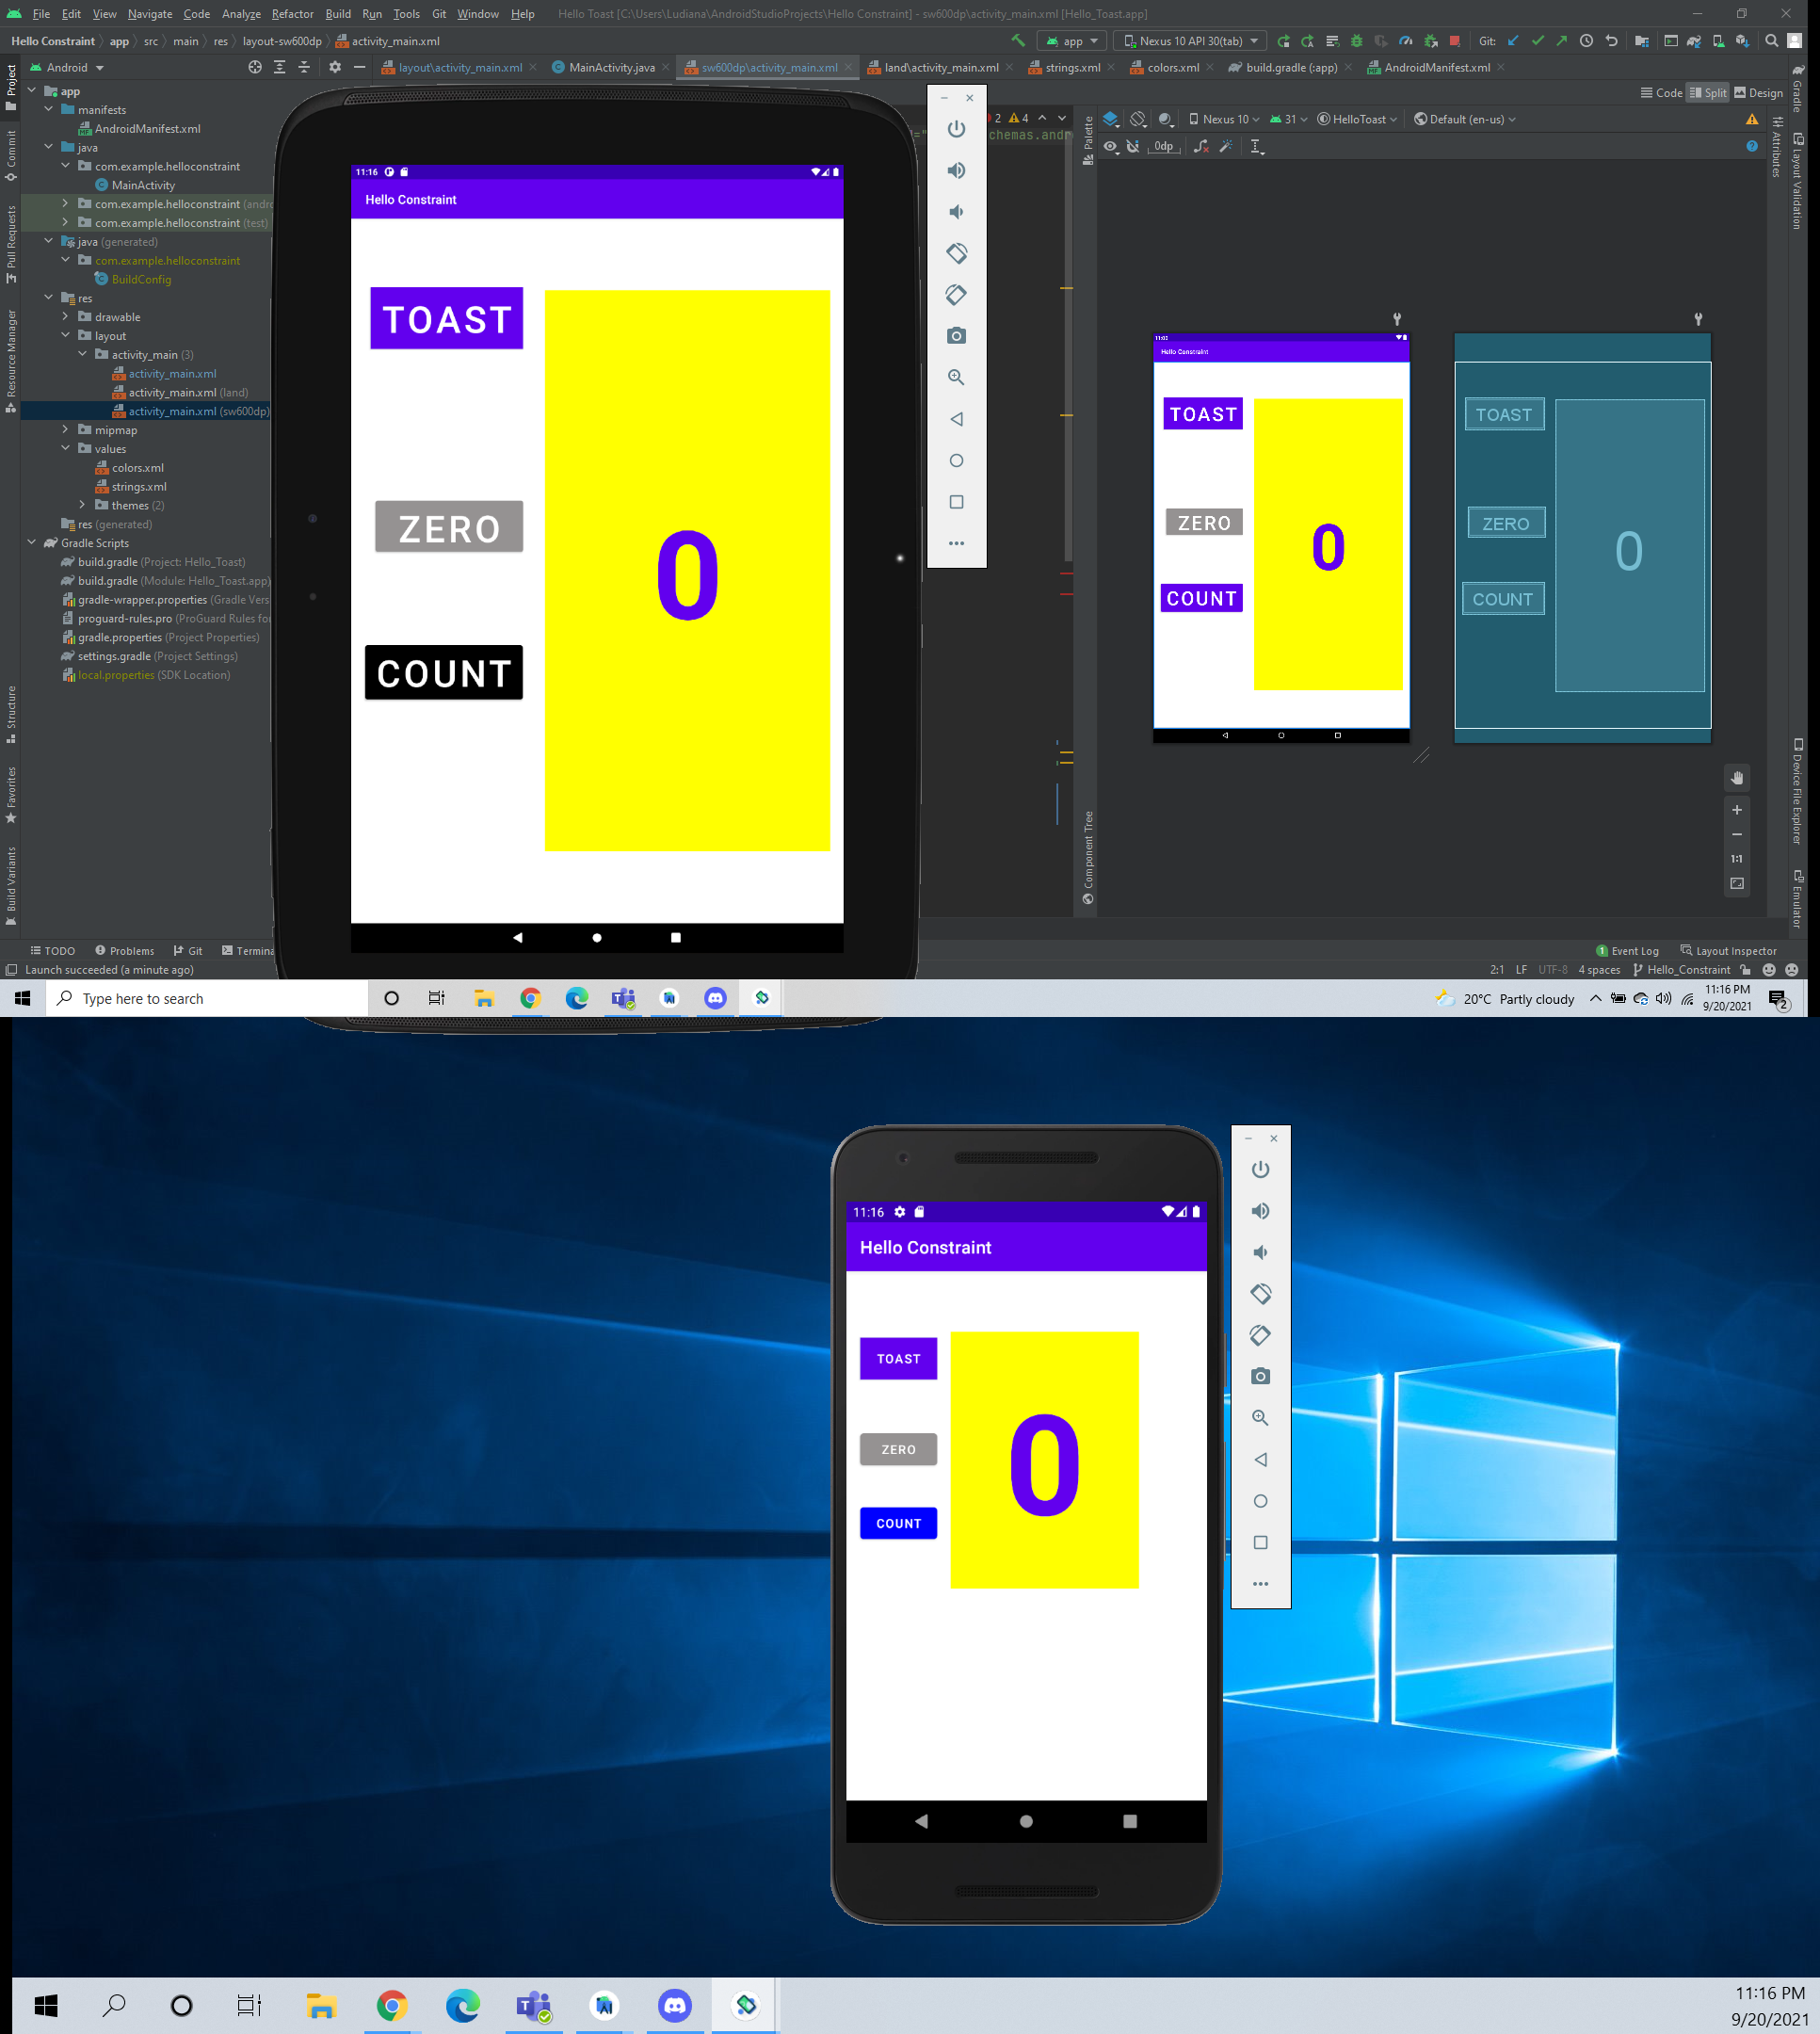 File Edit View Navigate Code Analyze Refactor Build Run Tools Git Window Help Hello Toast [C:\Users\Ludiana\AndroidStudioProjects\Hello Constraint] - sw600dp\activity_main.xml [Hello_Toast.app]
Hello Constraint app src main res layout-sw600dp activity_main.xml app Nexus 10 API 30(tab) Git:
Android layout\activity_main.xml MainActivity.java sw600dp\activity_main.xml land\activity_main.xml strings.xml colors.xml build.gradle (:app) AndroidManifest.xml
Code Split Design
Project
Commit
Pull Requests
Resource Manager
Structure
Favorites
Build Variants
app
manifests
AndroidManifest.xml
java
com.example.helloconstraint
MainActivity
com.example.helloconstraint (andro
com.example.helloconstraint (test)
java (generated)
com.example.helloconstraint
BuildConfig
res
drawable
layout
activity_main (3)
activity_main.xml
activity_main.xml (land)
activity_main.xml (sw600dp)
mipmap
values
colors.xml
strings.xml
themes (2)
res (generated)
Gradle Scripts
build.gradle (Project: Hello_Toast)
build.gradle (Module: Hello_Toast.app)
gradle-wrapper.properties (Gradle Vers
proguard-rules.pro (ProGuard Rules fo
gradle.properties (Project Properties)
settings.gradle (Project Settings)
local.properties (SDK Location)
11:16
Hello Constraint
TOAST
ZERO
COUNT
0
2 4
chemas.andr
Palette
Component Tree
Nexus 10 31 HelloToast Default (en-us)
0dp
11:02
Hello Constraint
TOAST
ZERO
COUNT
0
TOAST
ZERO
COUNT
0
1:1
Attributes
Gradle
Layout Validation
Device File Explorer
Emulator
TODO Problems Git Termina
1 Event Log Layout Inspector
Launch succeeded (a minute ago)
2:1 LF UTF-8 4 spaces Hello_Constraint
Type here to search
20°C Partly cloudy
11:16 PM
9/20/2021
2
11:16
Hello Constraint
TOAST
ZERO
COUNT
0
11:16 PM
9/20/2021